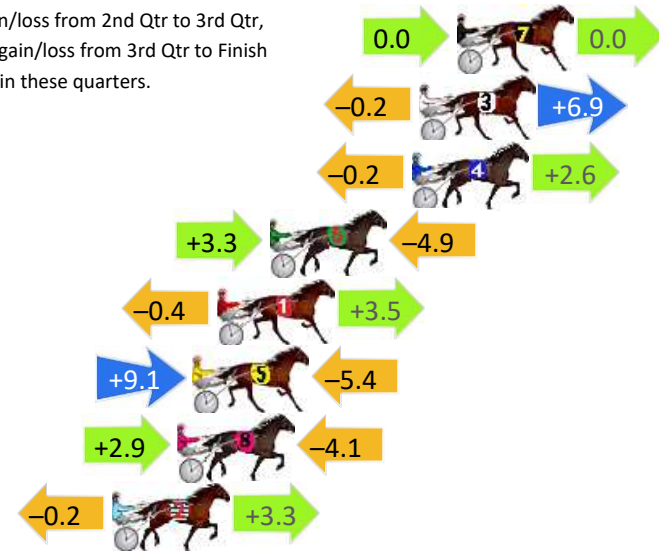 n/loss from 2nd Qtr to 3rd Qtr,
gain/loss from 3rd Qtr to Finish
in these quarters.
0.0 7 0.0
–0.2 3 +6.9
–0.2 4 +2.6
+3.3 6 –4.9
–0.4 1 +3.5
+9.1 5 –5.4
+2.9 8 –4.1
–0.2 2 +3.3